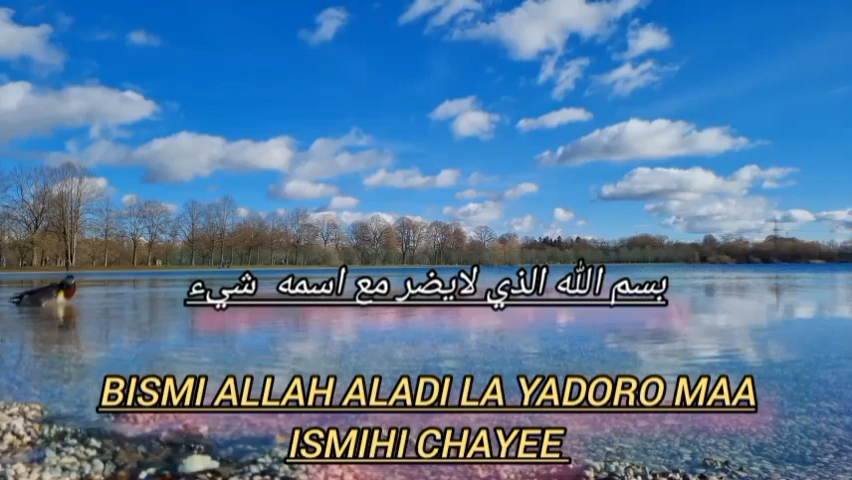 بسم الله الذي لايضر مع اسمه شيء
BISMI ALLAH ALADI LA YADORO MAA
ISMIHI CHAYEE